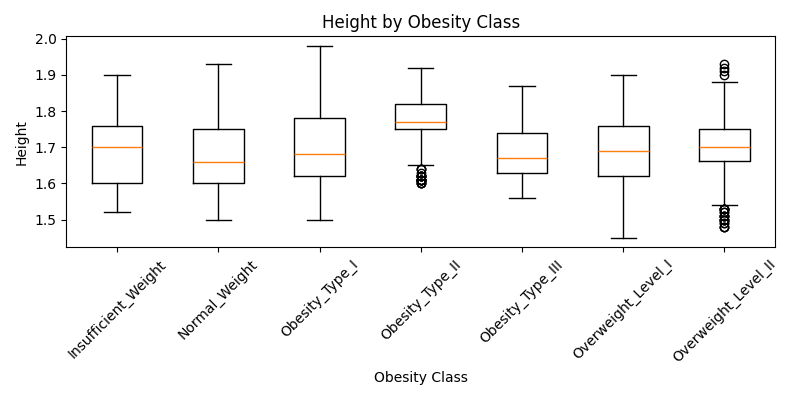 Height by Obesity Class
Height
2.0
1.9
1.8
1.7
1.6
1.5
Insufficient_Weight
Normal_Weight
Obesity_Type_I
Obesity_Type_II
Obesity_Type_III
Overweight_Level_I
Overweight_Level_II
Obesity Class